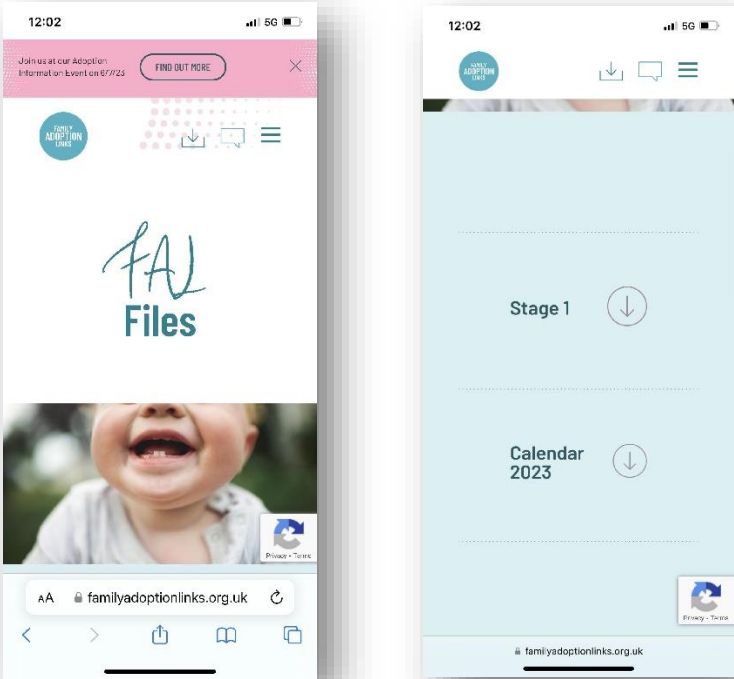 12:02
5G
Join us at our Adoption
Information Event on 6/7/23
FIND OUT MORE
FAMILY
ADOPTION
LINKS
FAL
Files
Privacy - Terms
AA
familyadoptionlinks.org.uk
12:02
5G
FAMILY
ADOPTION
LINKS
Stage 1
Calendar
2023
Privacy - Terms
familyadoptionlinks.org.uk